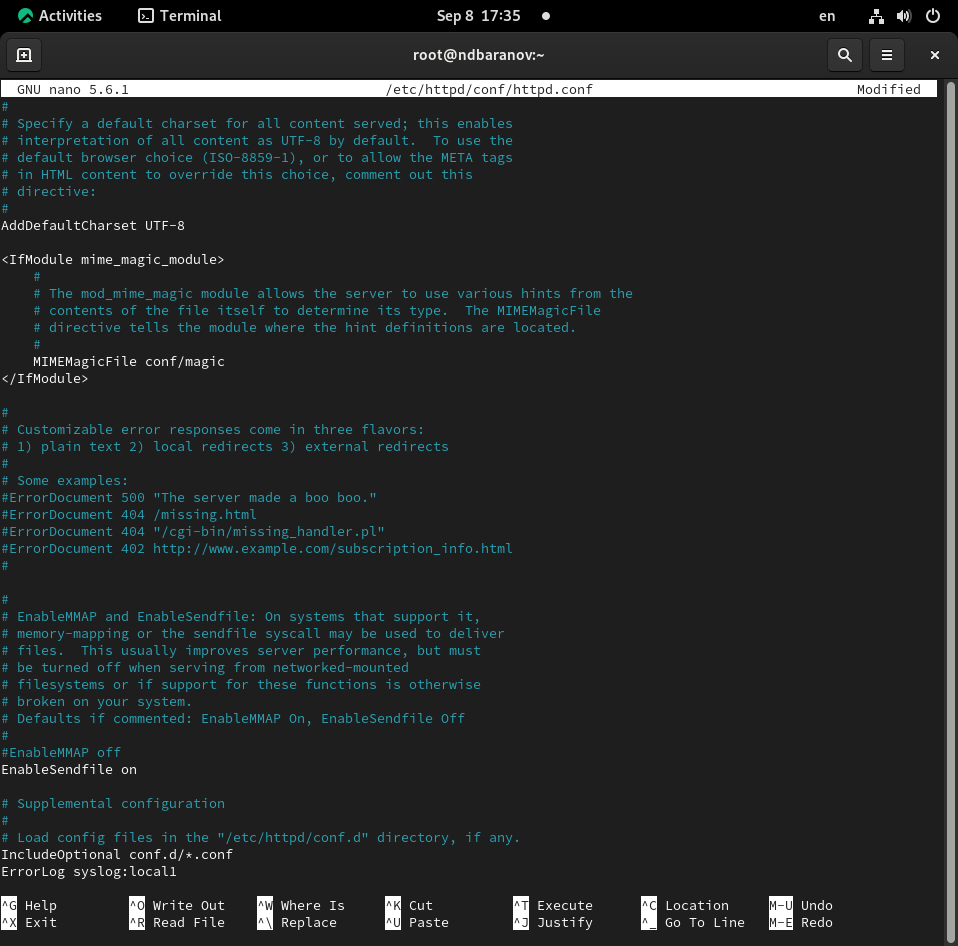 Activities Terminal Sep 8 17:35 en
root@ndbaranov:~
GNU nano 5.6.1 /etc/httpd/conf/httpd.conf Modified
#
# Specify a default charset for all content served; this enables
# interpretation of all content as UTF-8 by default.  To use the
# default browser choice (ISO-8859-1), or to allow the META tags
# in HTML content to override this choice, comment out this
# directive:
#
AddDefaultCharset UTF-8
<IfModule mime_magic_module>
    #
    # The mod_mime_magic module allows the server to use various hints from the
    # contents of the file itself to determine its type.  The MIMEMagicFile
    # directive tells the module where the hint definitions are located.
    #
    MIMEMagicFile conf/magic
</IfModule>
#
# Customizable error responses come in three flavors:
# 1) plain text 2) local redirects 3) external redirects
#
# Some examples:
#ErrorDocument 500 "The server made a boo boo."
#ErrorDocument 404 /missing.html
#ErrorDocument 404 "/cgi-bin/missing_handler.pl"
#ErrorDocument 402 http://www.example.com/subscription_info.html
#
#
# EnableMMAP and EnableSendfile: On systems that support it,
# memory-mapping or the sendfile syscall may be used to deliver
# files.  This usually improves server performance, but must
# be turned off when serving from networked-mounted
# filesystems or if support for these functions is otherwise
# broken on your system.
# Defaults if commented: EnableMMAP On, EnableSendfile Off
#
#EnableMMAP off
EnableSendfile on
# Supplemental configuration
#
# Load config files in the "/etc/httpd/conf.d" directory, if any.
IncludeOptional conf.d/*.conf
ErrorLog syslog:local1
^G Help ^O Write Out ^W Where Is ^K Cut ^T Execute ^C Location M-U Undo
^X Exit ^R Read File ^\ Replace ^U Paste ^J Justify ^_ Go To Line M-E Redo